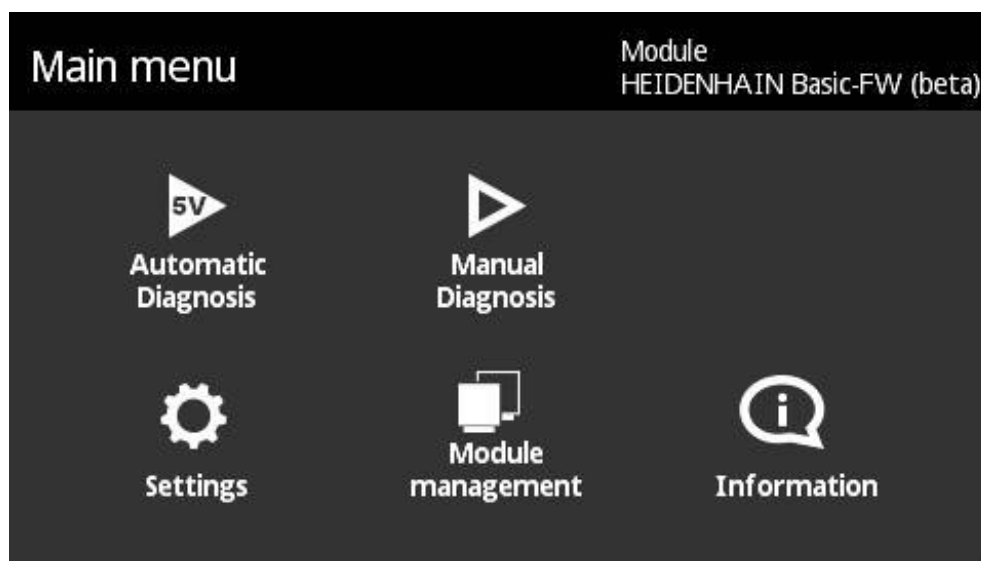 Main menu
Module
HEIDENHAIN Basic-FW (beta)
5V
Automatic
Diagnosis
Manual
Diagnosis
Settings
Module
management
i
Information